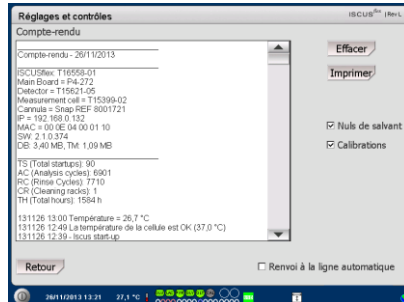 Réglages et contrôles
ISCUSflex | Rev L
Compte-rendu
Compte-rendu - 26/11/2013
ISCUSflex: T16558-01
Main Board = P4-272
Detector = T15621-05
Measurement cell = T15399-02
Cannula = Snap REF 8001721
IP = 192.168.0.132
MAC = 00 0E 04 00 01 10
SW: 2.1.0.374
DB: 3,40 MB, TM: 1,09 MB
TS (Total startups): 90
AC (Analysis cycles): 6901
RC (Rinse Cycles): 7710
CR (Cleaning racks): 1
TH (Total hours): 1584 h
131126 13:00 Température = 26,7 °C
131126 12:49 La température de la cellule est OK (37,0 °C)
131126 12:39 - Iscus start-up
Effacer
Imprimer
Nuls de salvant
Calibrations
Retour
Renvoi à la ligne automatique
26/11/2013 13:21
27,1 °C